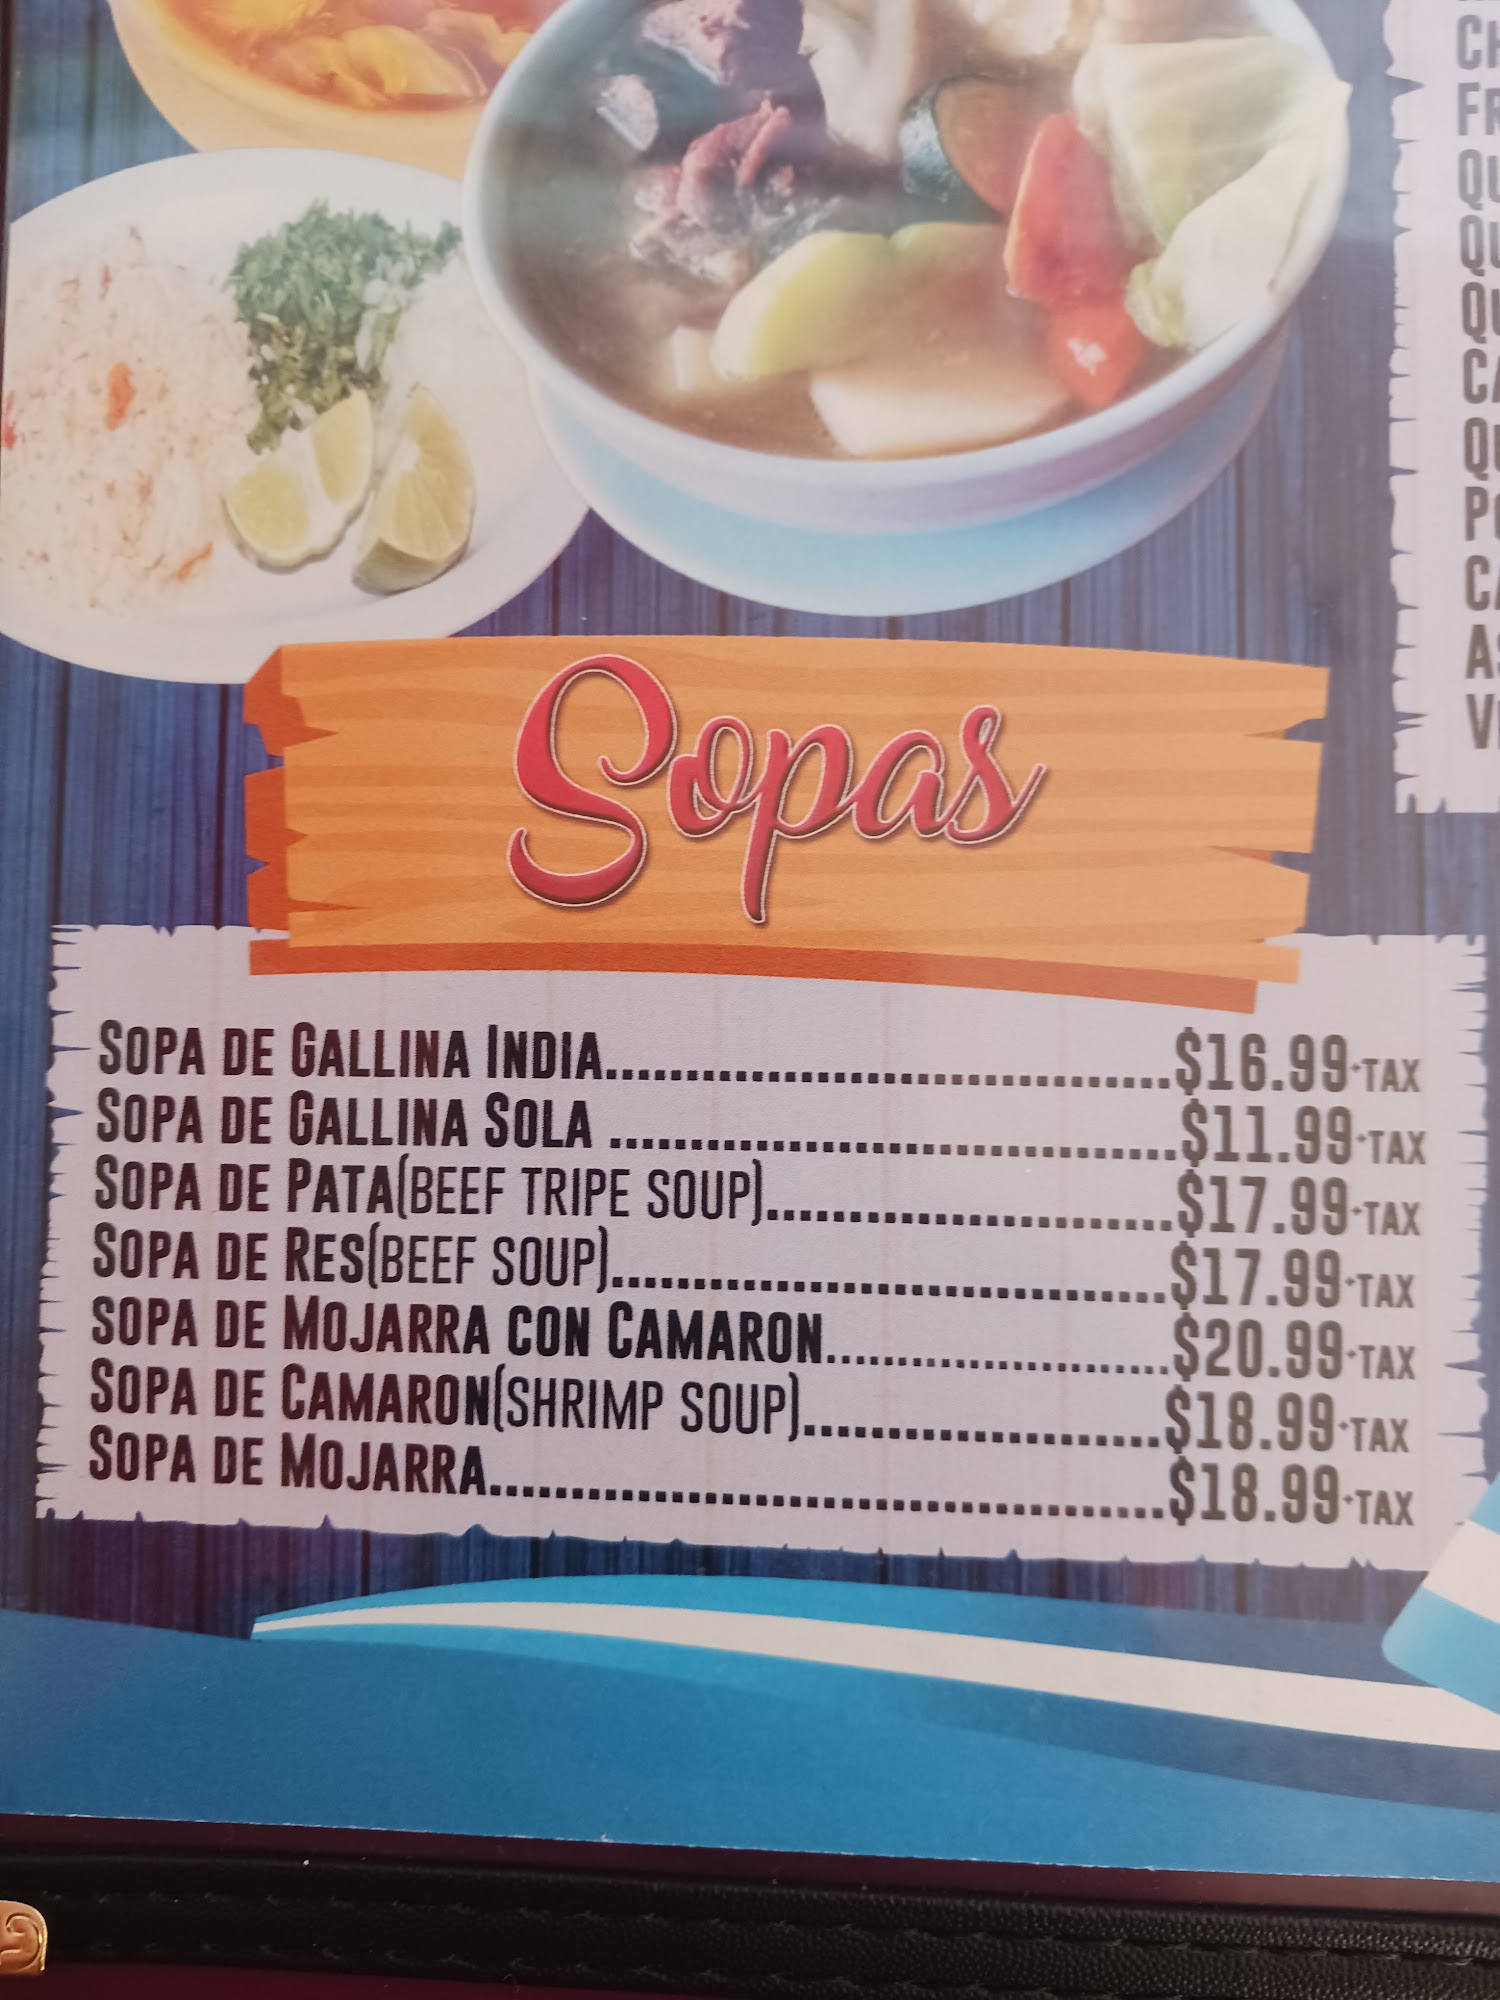 Sopas
SOPA DE GALLINA INDIA..................................$16.99+TAX
SOPA DE GALLINA SOLA ..................................$11.99+TAX
SOPA DE PATA(BEEF TRIPE SOUP).........................$17.99+TAX
SOPA DE RES(BEEF SOUP)..................................$17.99+TAX
SOPA DE MOJARRA CON CAMARON.....................$20.99+TAX
SOPA DE CAMARON(SHRIMP SOUP)......................$18.99+TAX
SOPA DE MOJARRA.........................................$18.99+TAX